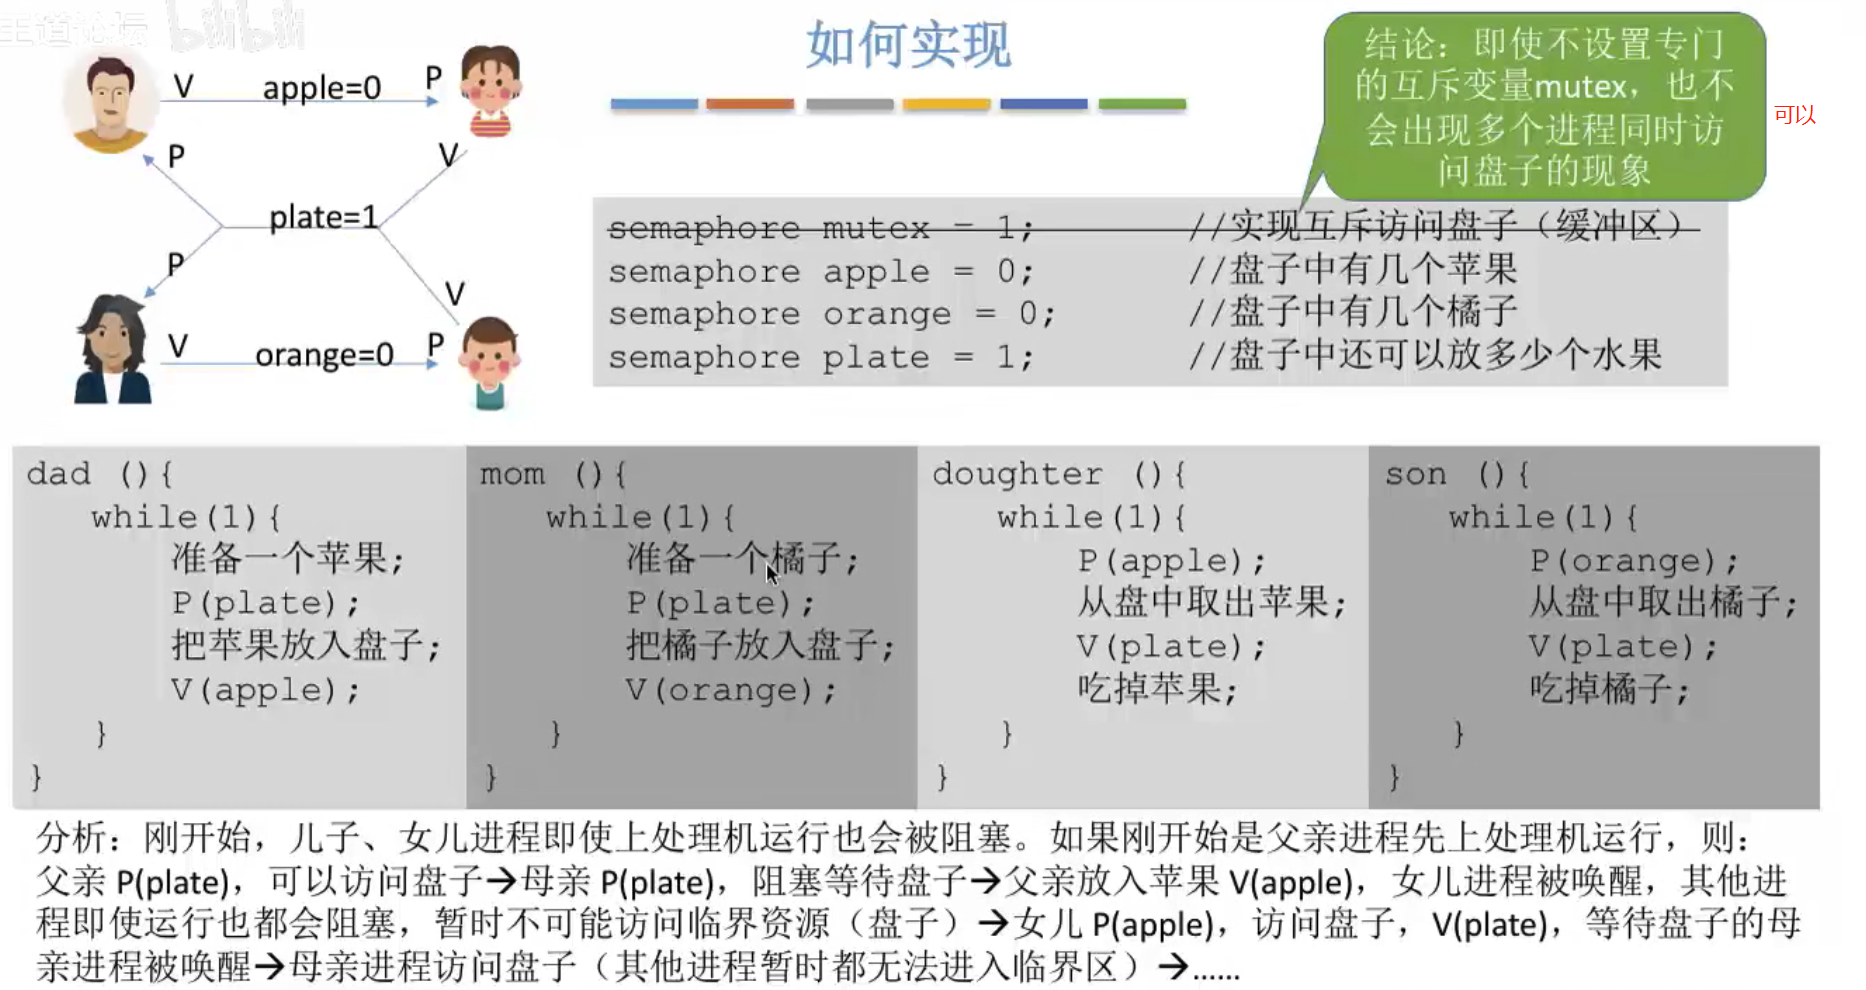 王道论坛 bilibili
如何实现
结论：即使不设置专门
的互斥变量mutex，也不
会出现多个进程同时访
问盘子的现象
可以
V apple=0 P
P V
plate=1
P V
V orange=0 P
semaphore mutex = 1; //实现互斥访问盘子（缓冲区）
semaphore apple = 0; //盘子中有几个苹果
semaphore orange = 0; //盘子中有几个橘子
semaphore plate = 1; //盘子中还可以放多少个水果
dad (){
while(1){
准备一个苹果;
P(plate);
把苹果放入盘子;
V(apple);
}
}
mom (){
while(1){
准备一个橘子;
P(plate);
把橘子放入盘子;
V(orange);
}
}
doughter (){
while(1){
P(apple);
从盘中取出苹果;
V(plate);
吃掉苹果;
}
}
son (){
while(1){
P(orange);
从盘中取出橘子;
V(plate);
吃掉橘子;
}
}
分析：刚开始，儿子、女儿进程即使上处理机运行也会被阻塞。如果刚开始是父亲进程先上处理机运行，则：
父亲 P(plate)，可以访问盘子→母亲 P(plate)，阻塞等待盘子→父亲放入苹果 V(apple)，女儿进程被唤醒，其他进
程即使运行也都会阻塞，暂时不可能访问临界资源（盘子）→女儿 P(apple)，访问盘子，V(plate)，等待盘子的母
亲进程被唤醒→母亲进程访问盘子（其他进程暂时都无法进入临界区）→......